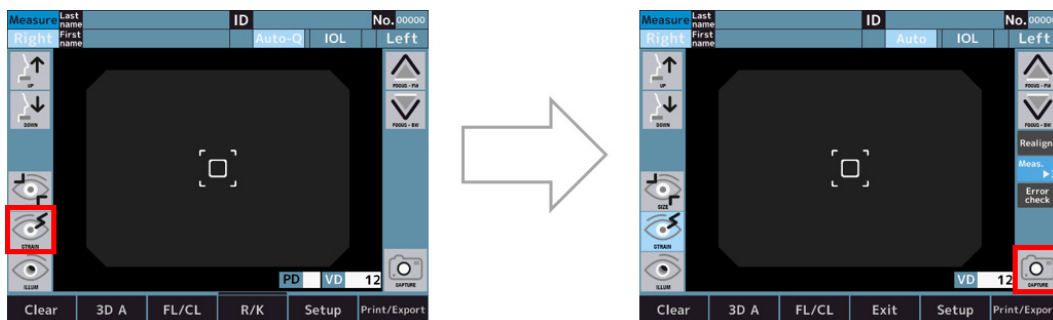 Measure Last name ID No. 00000
Right First name Auto-Q IOL Left
UP
FOCUS - FW
DOWN
FOCUS - BW
STRAIN
ILLUM
CAPTURE
PD VD 12
Clear 3D A FL/CL R/K Setup Print/Export
Measure Last name ID No. 0000
Right First name Auto IOL Left
UP
FOCUS - FW
DOWN
FOCUS - BW
Realign
Meas.
Error check
SIZE
STRAIN
ILLUM
CAPTURE
VD 12
Clear 3D A FL/CL Exit Setup Print/Expor